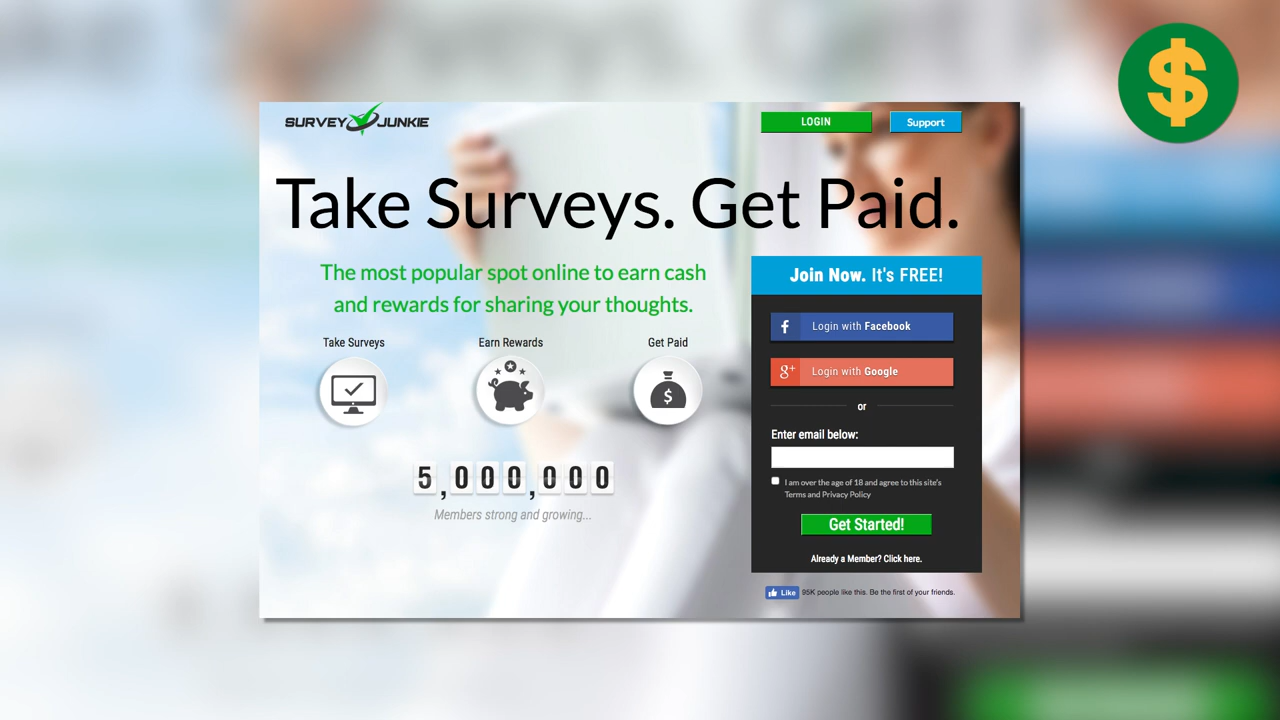 SURVEY JUNKIE
LOGIN
Support
Take Surveys. Get Paid.
The most popular spot online to earn cash
and rewards for sharing your thoughts.
Take Surveys
Earn Rewards
Get Paid
$
5,000,000
Members strong and growing...
Join Now. It's FREE!
f Login with Facebook
g+ Login with Google
or
Enter email below:
I am over the age of 18 and agree to this site's
Terms and Privacy Policy
Get Started!
Already a Member? Click here.
Like 95K people like this. Be the first of your friends.
$